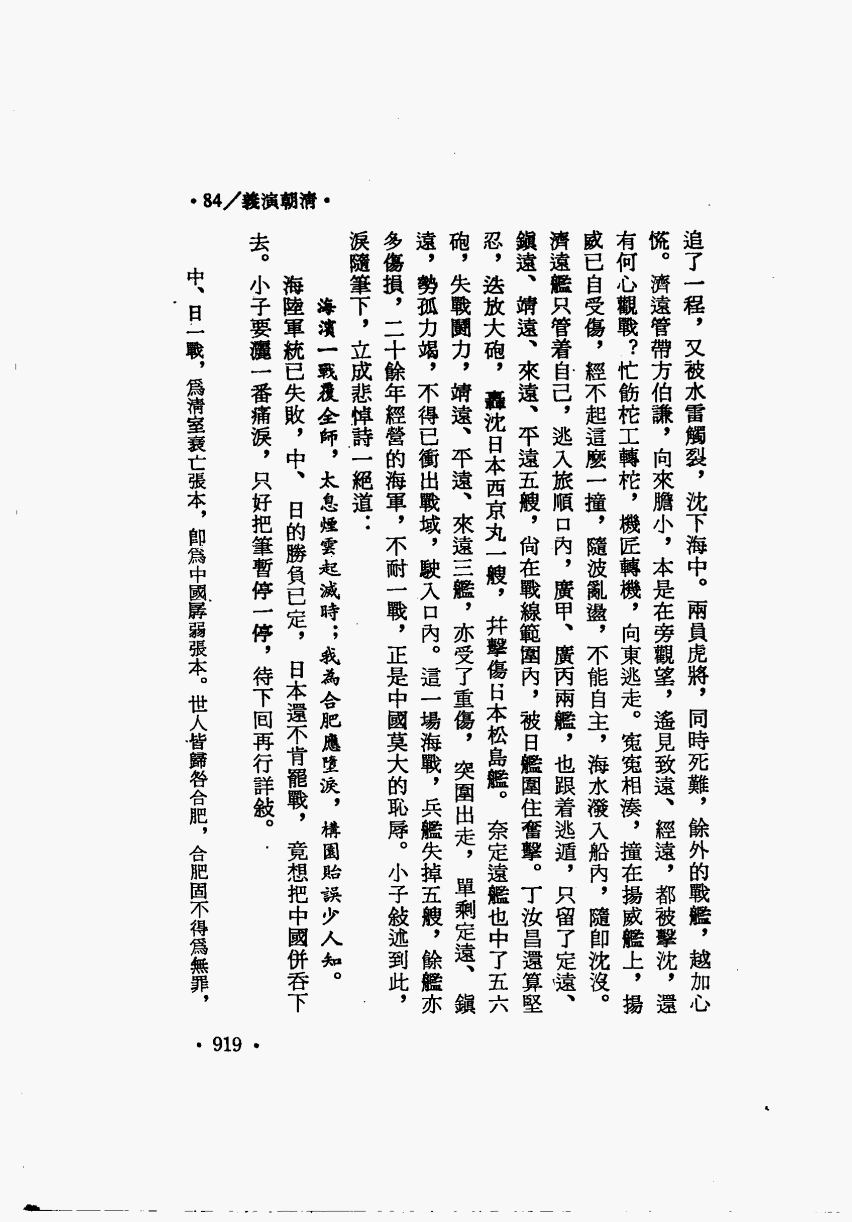 ・84／義演朝清・
追了一程，又被水雷觸裂，沈下海中。兩員虎將，同時死難，餘外的戰艦，越加心
慌。濟遠管帶方伯謙，向來膽小，本是在旁觀望，遙見致遠、經遠，都被擊沈，還
有何心觀戰？忙飭柁工轉柁，機匠轉機，向東逃走。寃寃相湊，撞在揚威艦上，揚
威已自受傷，經不起這麽一撞，隨波亂盪，不能自主，海水潑入船內，隨卽沈沒。
濟遠艦只管着自己，逃入旅順口內，廣甲、廣丙兩艦，也跟着逃遁，只留了定遠、
鎭遠、靖遠、來遠、平遠五艘，尙在戰線範圍內，被日艦圍住奮擊。丁汝昌還算堅
忍，迭放大砲，轟沈日本西京丸一艘，幷擊傷日本松島艦。奈定遠艦也中了五六
砲，失戰鬭力，靖遠、平遠、來遠三艦，亦受了重傷，突圍出走，單剩定遠、鎭
遠，勢孤力竭，不得已衝出戰域，駛入口內。這一場海戰，兵艦失掉五艘，餘艦亦
多傷損，二十餘年經營的海軍，不耐一戰，正是中國莫大的恥辱。小子敍述到此，
淚隨筆下，立成悲悼詩一絕道：
海濱一戰覆全師，太息煙雲起滅時；我為合肥應墮淚，構園貽誤少人知。
海陸軍統已失敗，中、日的勝負已定，日本還不肯罷戰，竟想把中國併吞下
去。小子要灑一番痛淚，只好把筆暫停一停，待下囘再行詳敍。
中、日一戰，爲淸室衰亡張本，卽爲中國孱弱張本。世人皆歸咎合肥，合肥固不得爲無罪，
・919・